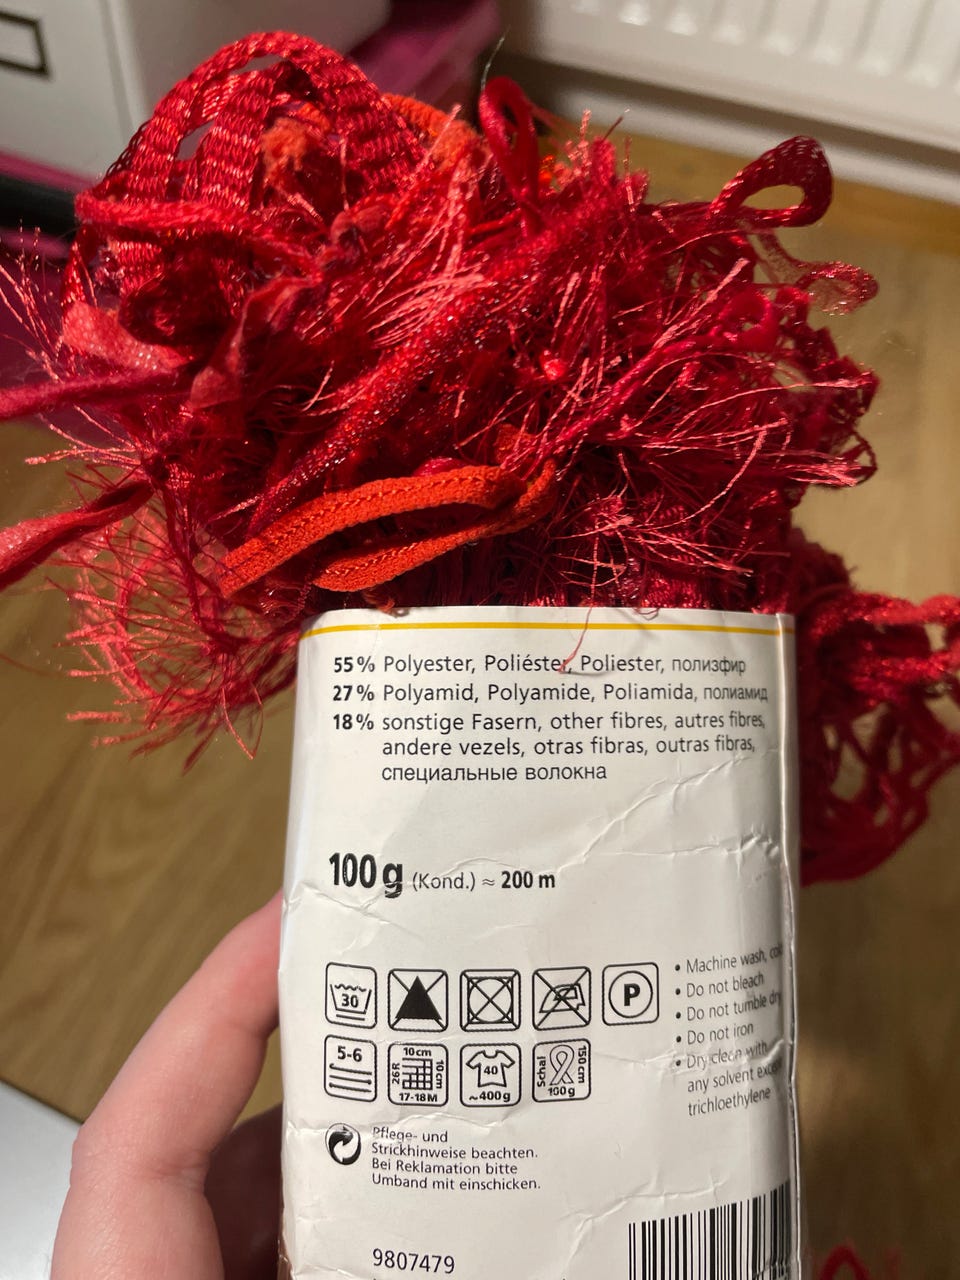 55% Polyester, Poliéster, Poliester, полиэфир
27% Polyamid, Polyamide, Poliamida, полиамид
18% sonstige Fasern, other fibres, autres fibres,
andere vezels, otras fibras, outras fibras,
специальные волокна
100g (Kond.) ≈ 200 m
30
P
• Machine wash,
• Do not bleach
• Do not tumble dry
• Do not iron
• Dry clean with
any solvent
trichloethylene
5-6
10cm
26R
10cm
17-18M
40
~400g
Schal
150 cm
100g
Pflege- und
Strickhinweise beachten.
Bei Reklamation bitte
Umband mit einschicken.
9807479